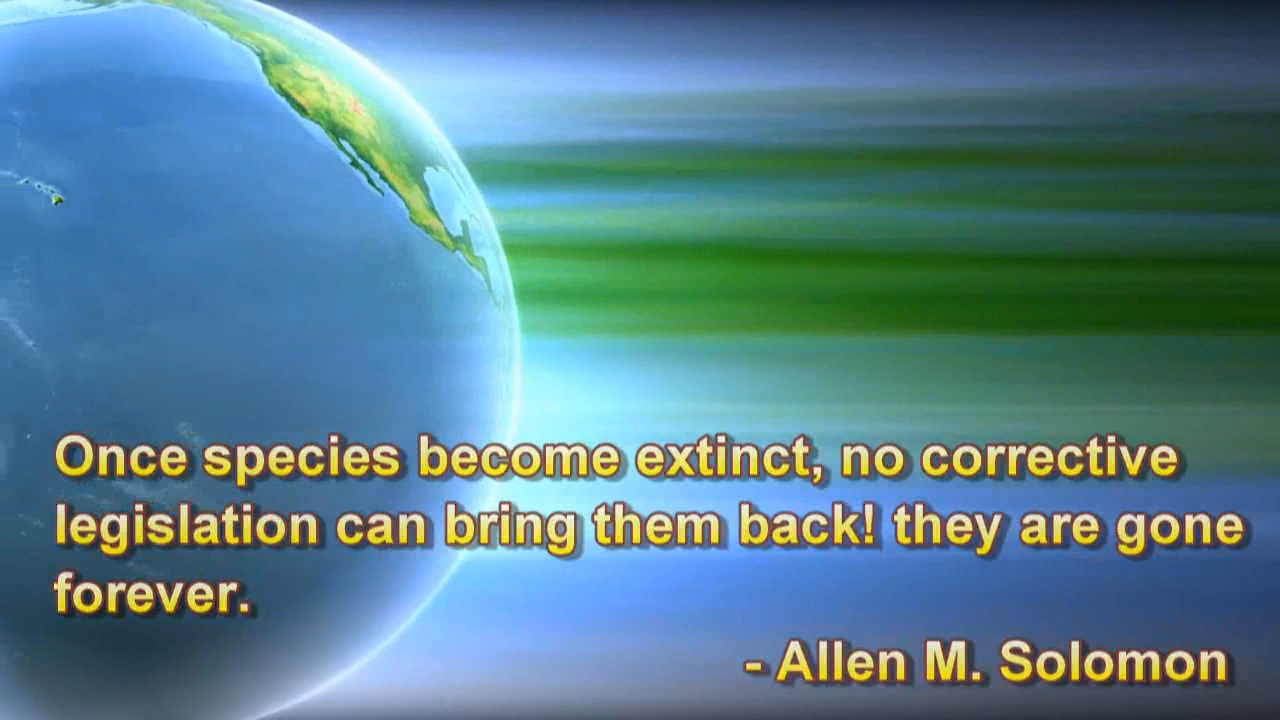 Once species become extinct, no corrective
legislation can bring them back! they are gone
forever.
- Allen M. Solomon